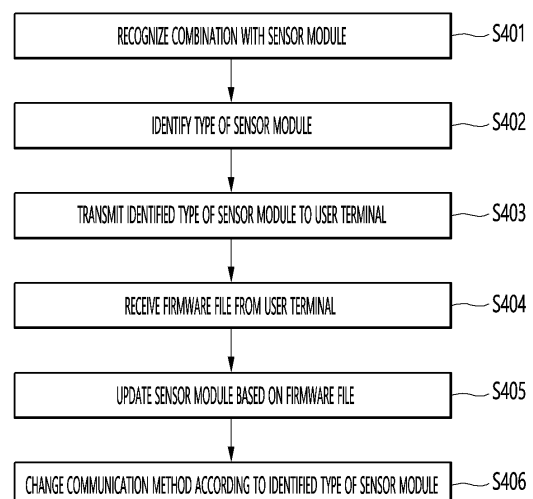 RECOGNIZE COMBINATION WITH SENSOR MODULE S401
IDENTIFY TYPE OF SENSOR MODULE S402
TRANSMIT IDENTIFIED TYPE OF SENSOR MODULE TO USER TERMINAL S403
RECEIVE FIRMWARE FILE FROM USER TERMINAL S404
UPDATE SENSOR MODULE BASED ON FIRMWARE FILE S405
CHANGE COMMUNICATION METHOD ACCORDING TO IDENTIFIED TYPE OF SENSOR MODULE S406